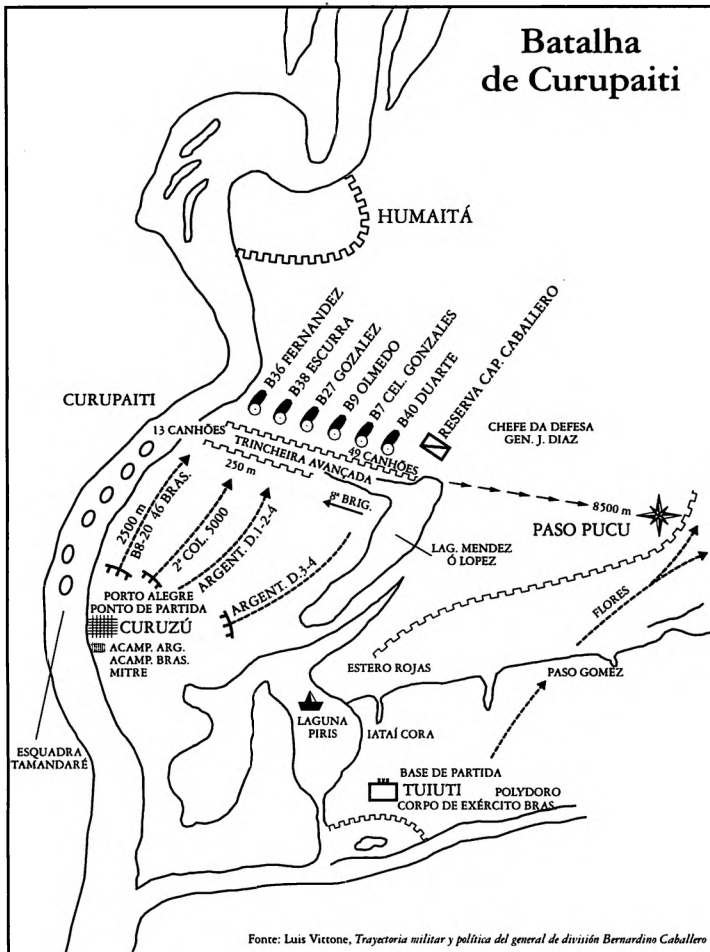 Batalha
de Curupaiti
HUMAITÁ
B36 FERNANDEZ
B38 ESCURRA
B27 GOZALEZ
B9 OLMEDO
B7 CEL. GONZALES
B40 DUARTE
RESERVA CAP. CABALLERO
CURUPAITI
13 CANHÕES
49 CANHÕES
TRINCHEIRA AVANÇADA
250 m
CHEFE DA DEFESA
GEN. J. DIAZ
8500 m
PASO PUCU
8ª BRIG.
LAG. MENDEZ
Ó LOPEZ
2500 m
B8-20 46 BRAS.
2ª COL. 5000
ARGENT. D.1-2-4
ARGENT. D.3-4
PORTO ALEGRE
PONTO DE PARTIDA
CURUZÚ
ACAMP. ARG.
ACAMP. BRAS.
MITRE
FLORES
ESTERO ROJAS
PASO GOMÉZ
ESQUADRA
TAMANDARÉ
LAGUNA
PIRIS
IATAÍ CORA
BASE DE PARTIDA
TUIUTI POLYDORO
CORPO DE EXÉRCITO BRAS.
Fonte: Luis Vittone, Trayectoria militar y política del general de división Bernardino Caballero